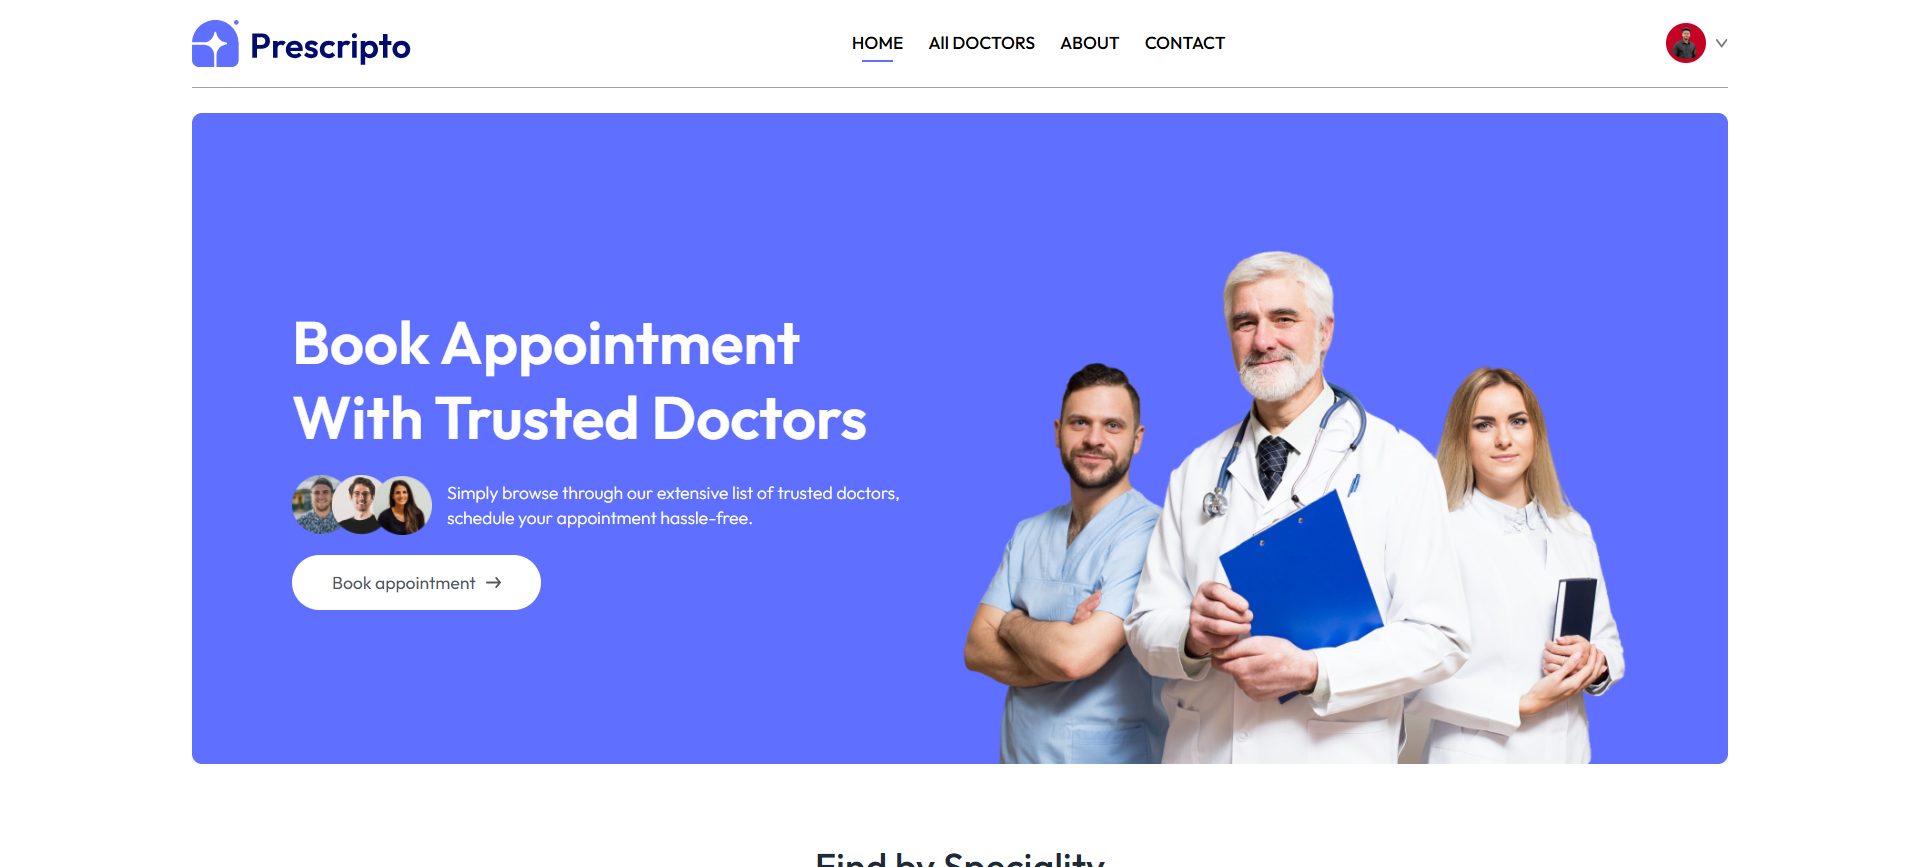 Prescripto
HOME
All DOCTORS
ABOUT
CONTACT
Book Appointment
With Trusted Doctors
Simply browse through our extensive list of trusted doctors,
schedule your appointment hassle-free.
Book appointment
Find by Speciality